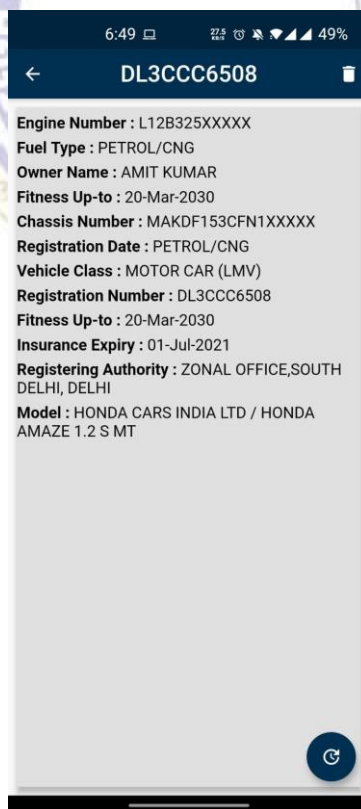 6:49 27.5 KB/S 49%
DL3CCC6508
Engine Number : L12B325XXXXX
Fuel Type : PETROL/CNG
Owner Name : AMIT KUMAR
Fitness Up-to : 20-Mar-2030
Chassis Number : MAKDF153CFN1XXXXX
Registration Date : PETROL/CNG
Vehicle Class : MOTOR CAR (LMV)
Registration Number : DL3CCC6508
Fitness Up-to : 20-Mar-2030
Insurance Expiry : 01-Jul-2021
Registering Authority : ZONAL OFFICE,SOUTH
DELHI, DELHI
Model : HONDA CARS INDIA LTD / HONDA
AMAZE 1.2 S MT